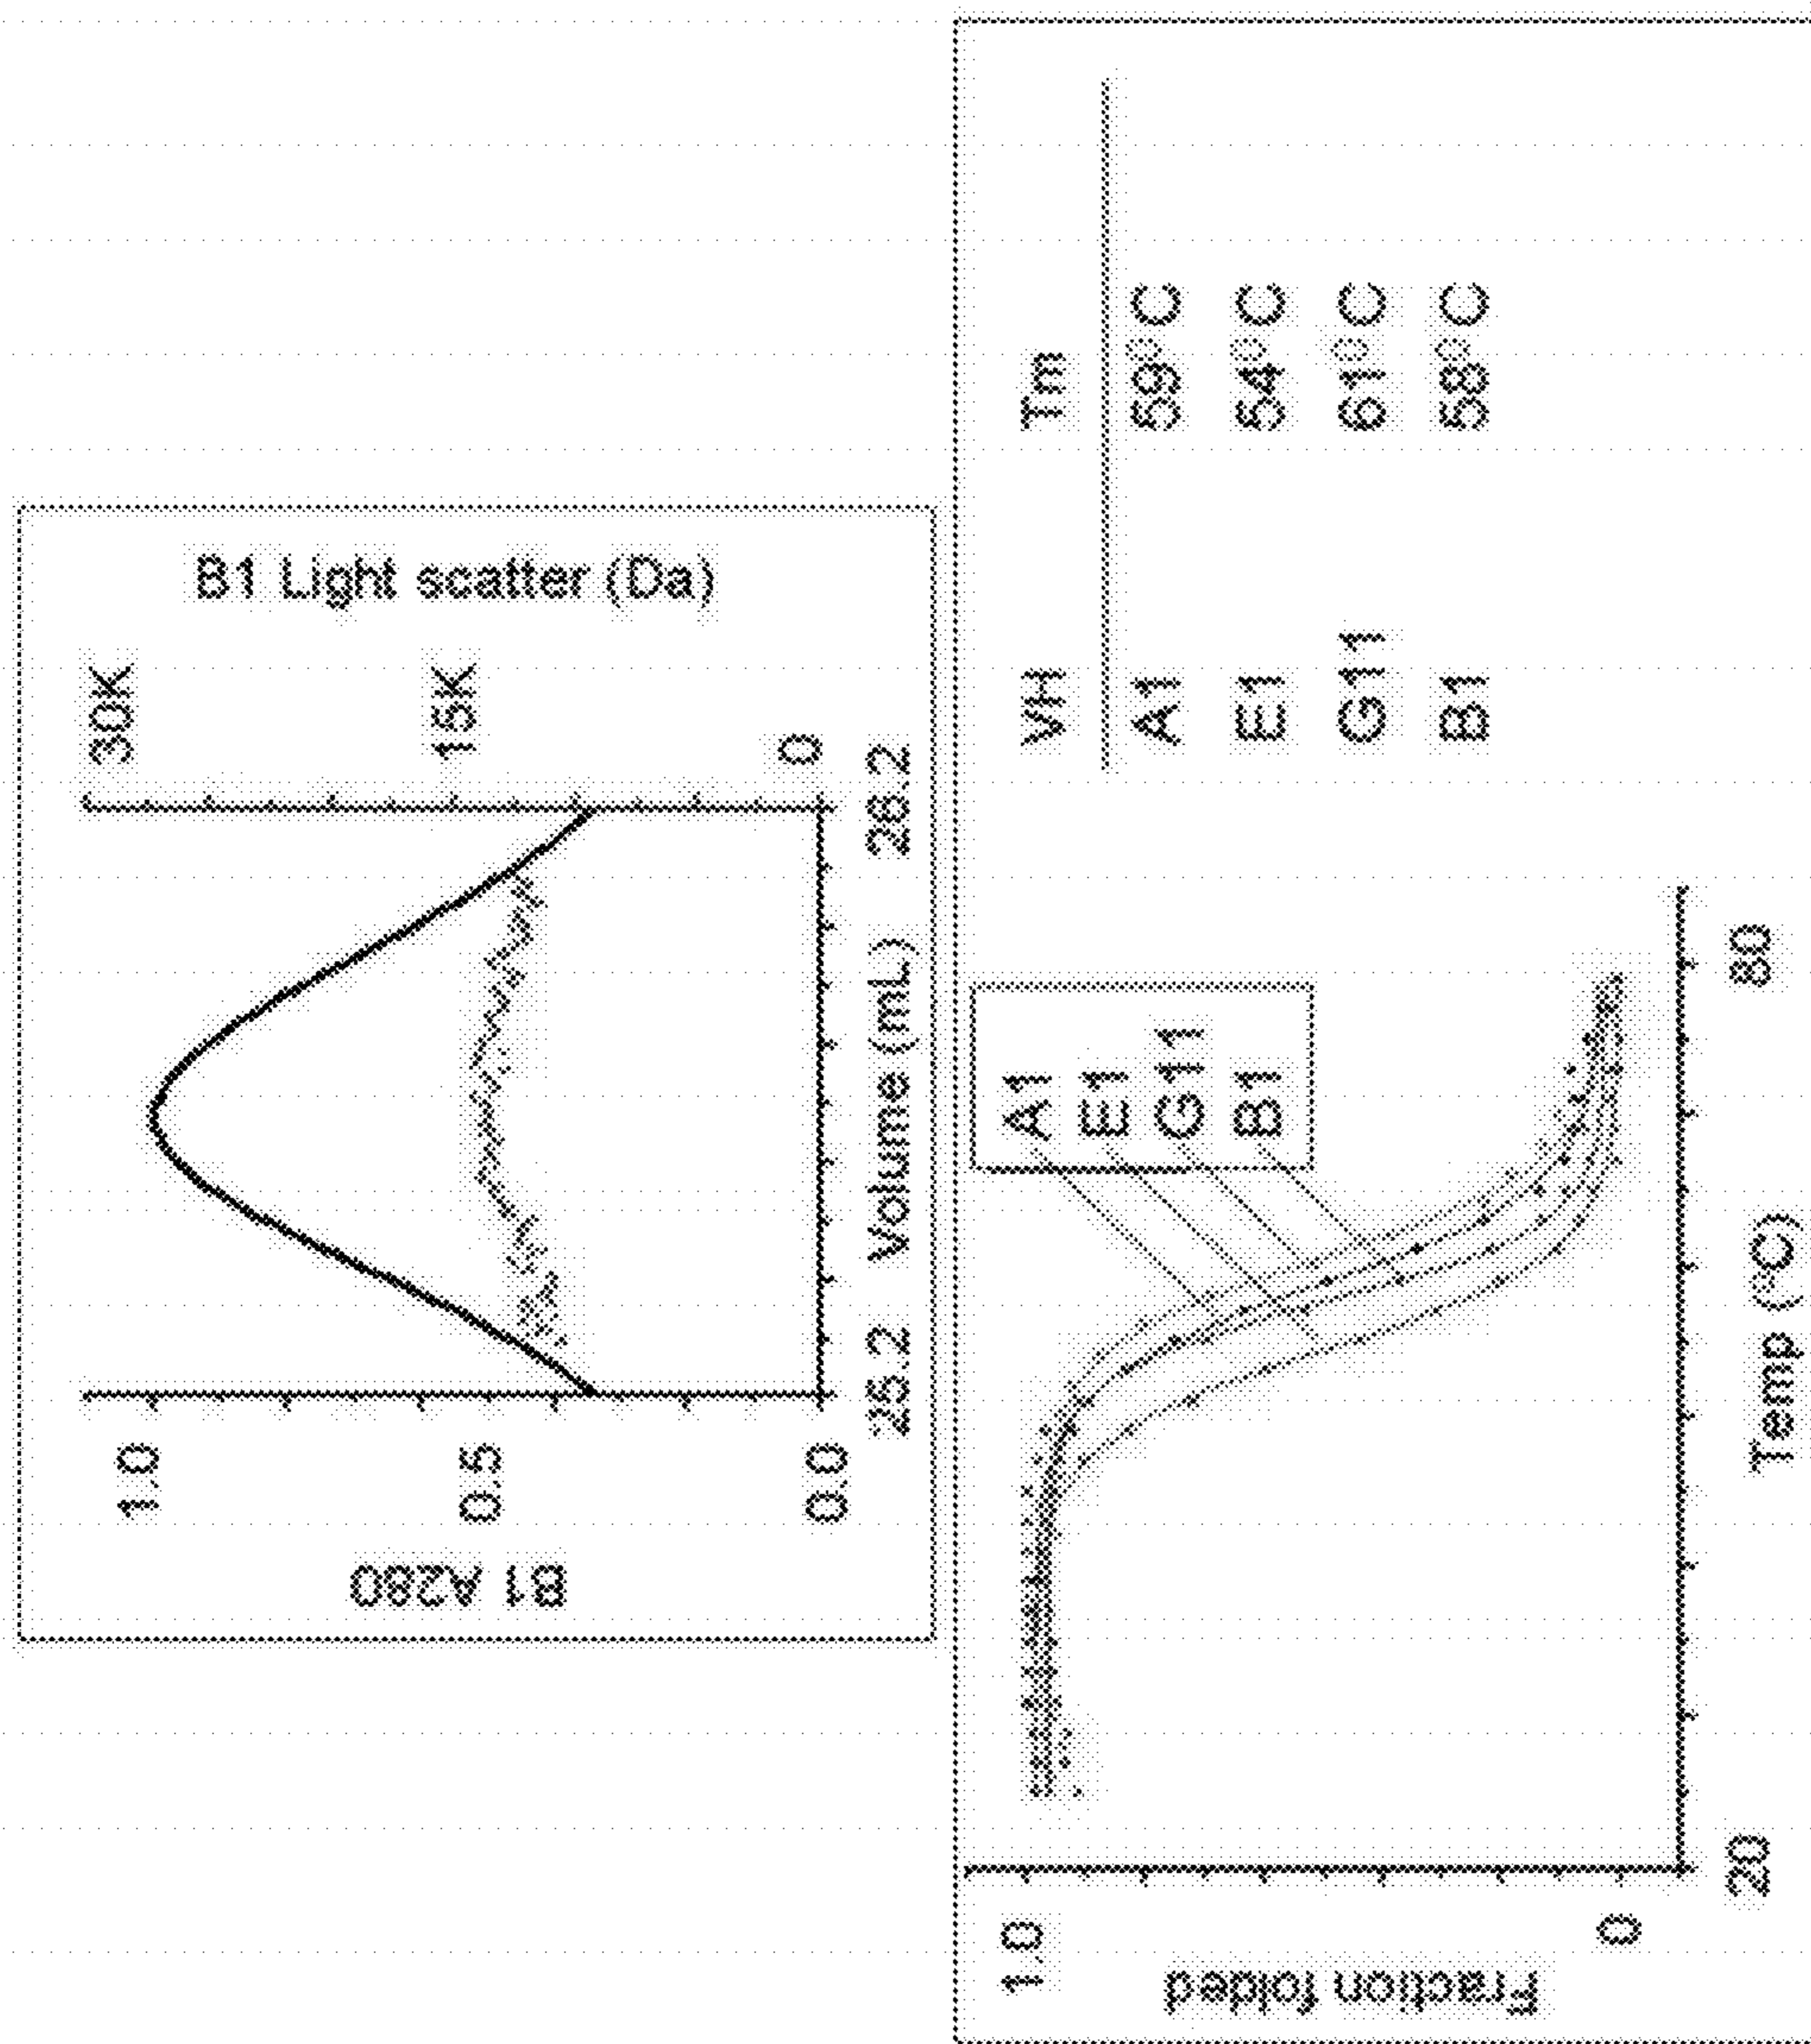 B1 A280
1.0
0.5
0.0
B1 Light scatter (Da)
30K
15K
0
25.2 Volume (mL) 28.2
Fraction folded
1.0
0
20
Temp (°C)
80
A1
E1
G11
B1
VH Tm
A1 59° C
E1 54° C
G11 61° C
B1 58° C